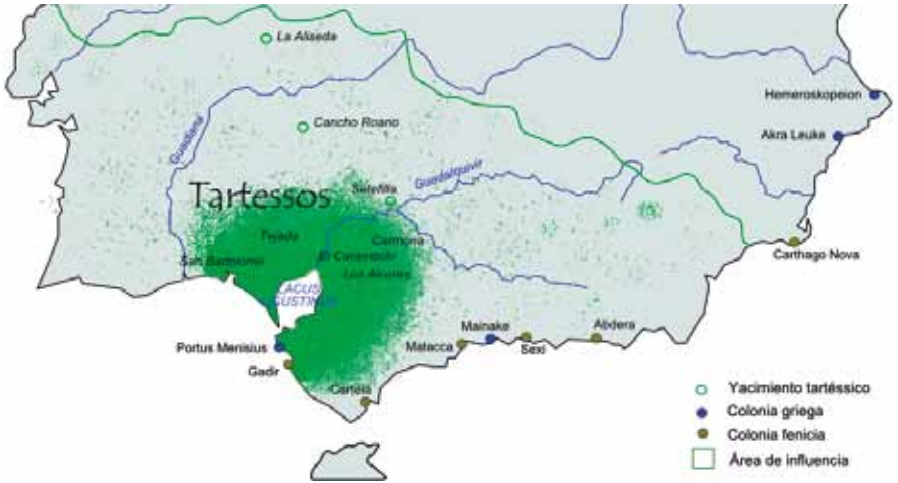 La Aliseda
Hemeroskopeion
Cancho Roano
Akra Leuke
Guadiana
Guadalquivir
Setefilla
Tartessos
Tejada
Carmona
San Bartolomé
El Carambolo
Carthago Nova
Los Alcores
LACUS
LIGUSTINUS
Mainake
Abdera
Portus Menisius
Malacca
Sexi
Gadir
Carteia
Yacimiento tartéssico
Colonia griega
Colonia fenicia
Área de influencia